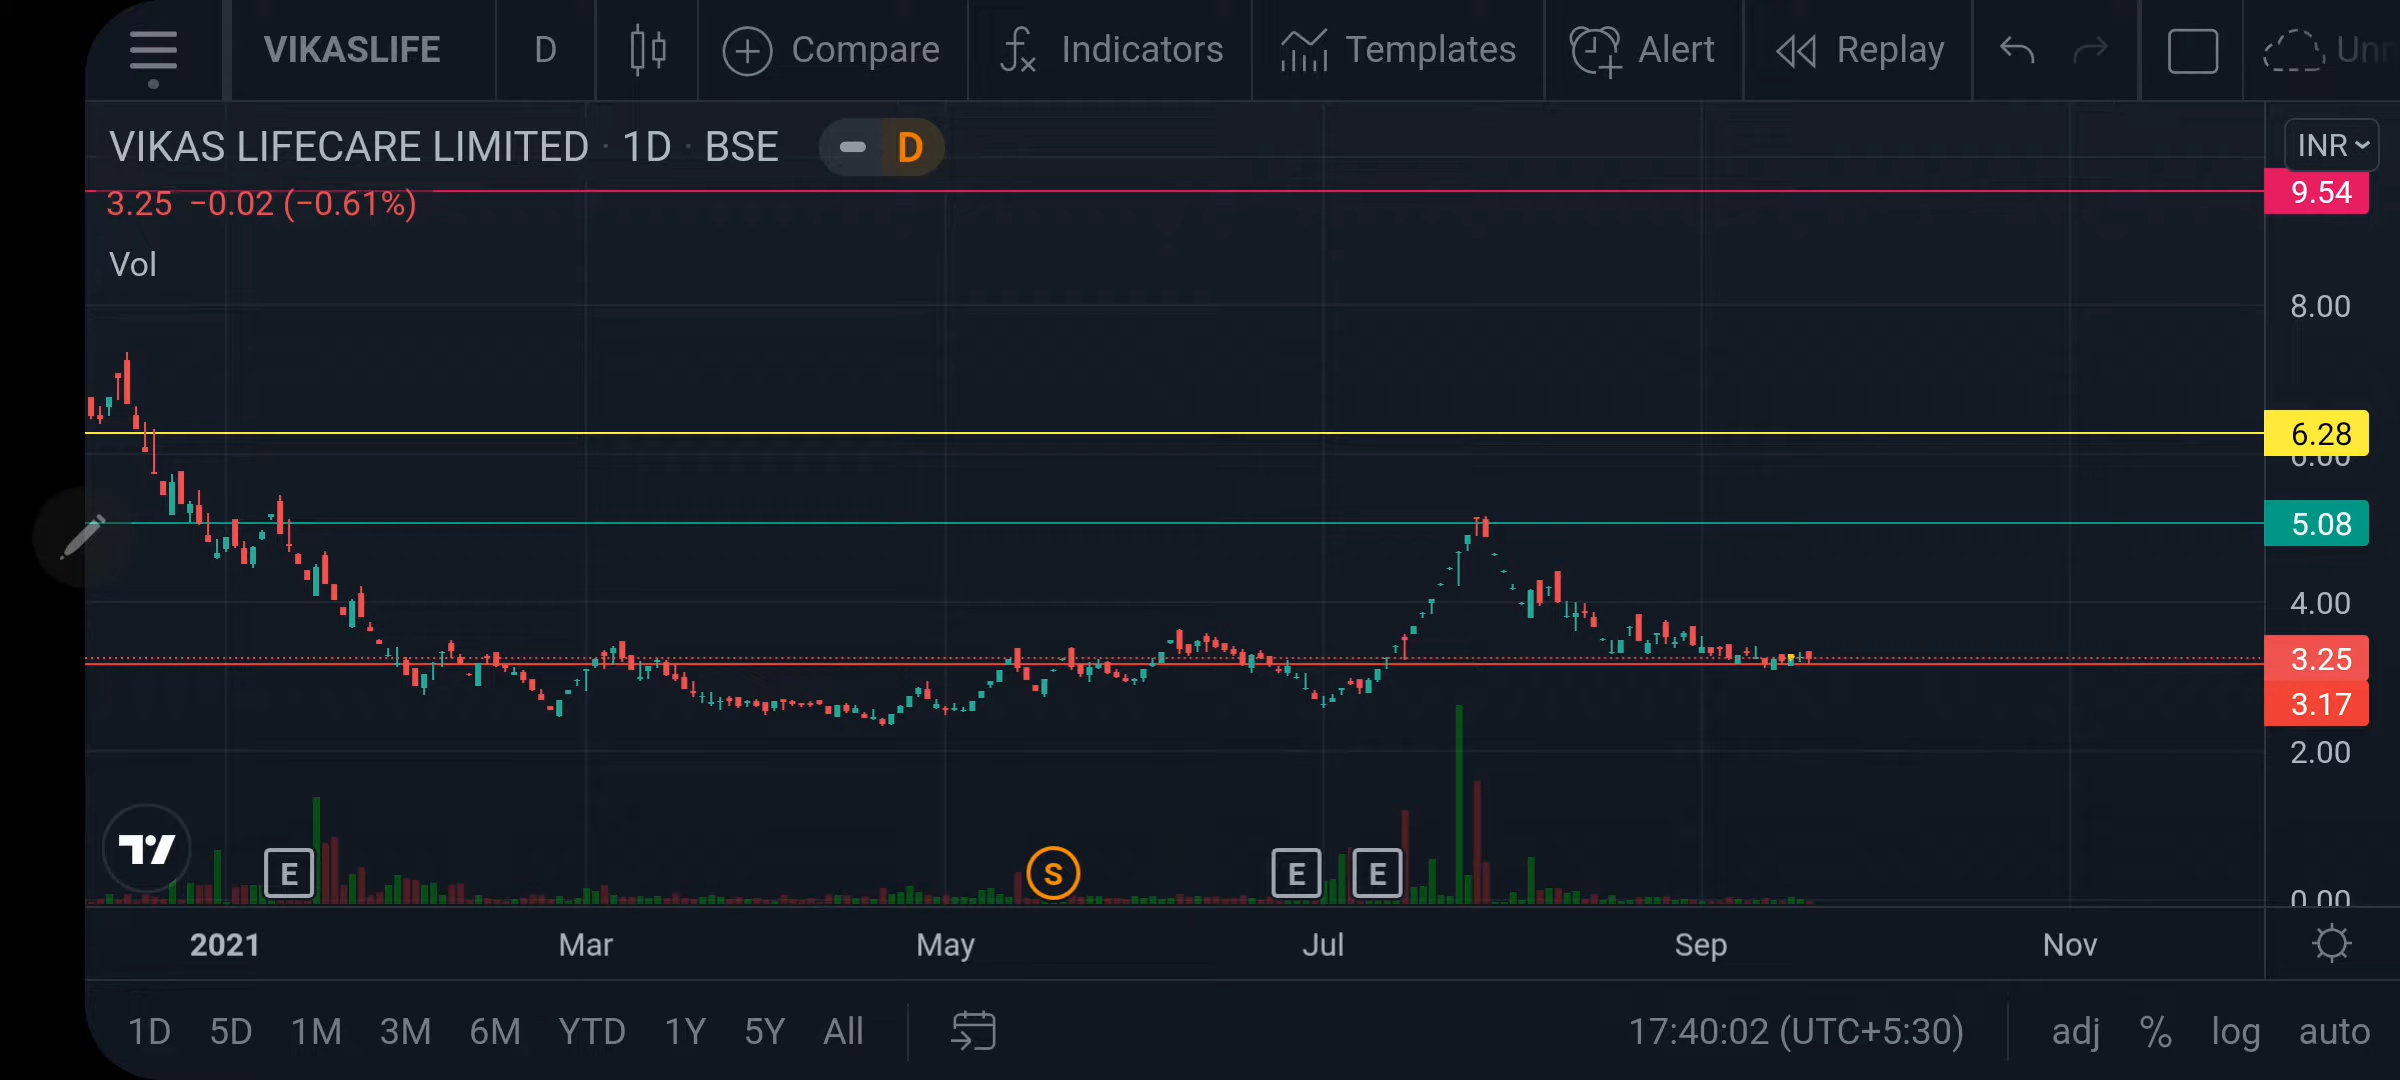 VIKASLIFE D Compare Indicators Templates Alert Replay
VIKAS LIFECARE LIMITED · 1D · BSE D INR
3.25 −0.02 (−0.61%)
9.54
Vol
8.00
6.28
6.00
5.08
4.00
3.25
3.17
2.00
E S E E
0.00
2021 Mar May Jul Sep Nov
1D 5D 1M 3M 6M YTD 1Y 5Y All 17:40:02 (UTC+5:30) adj % log auto